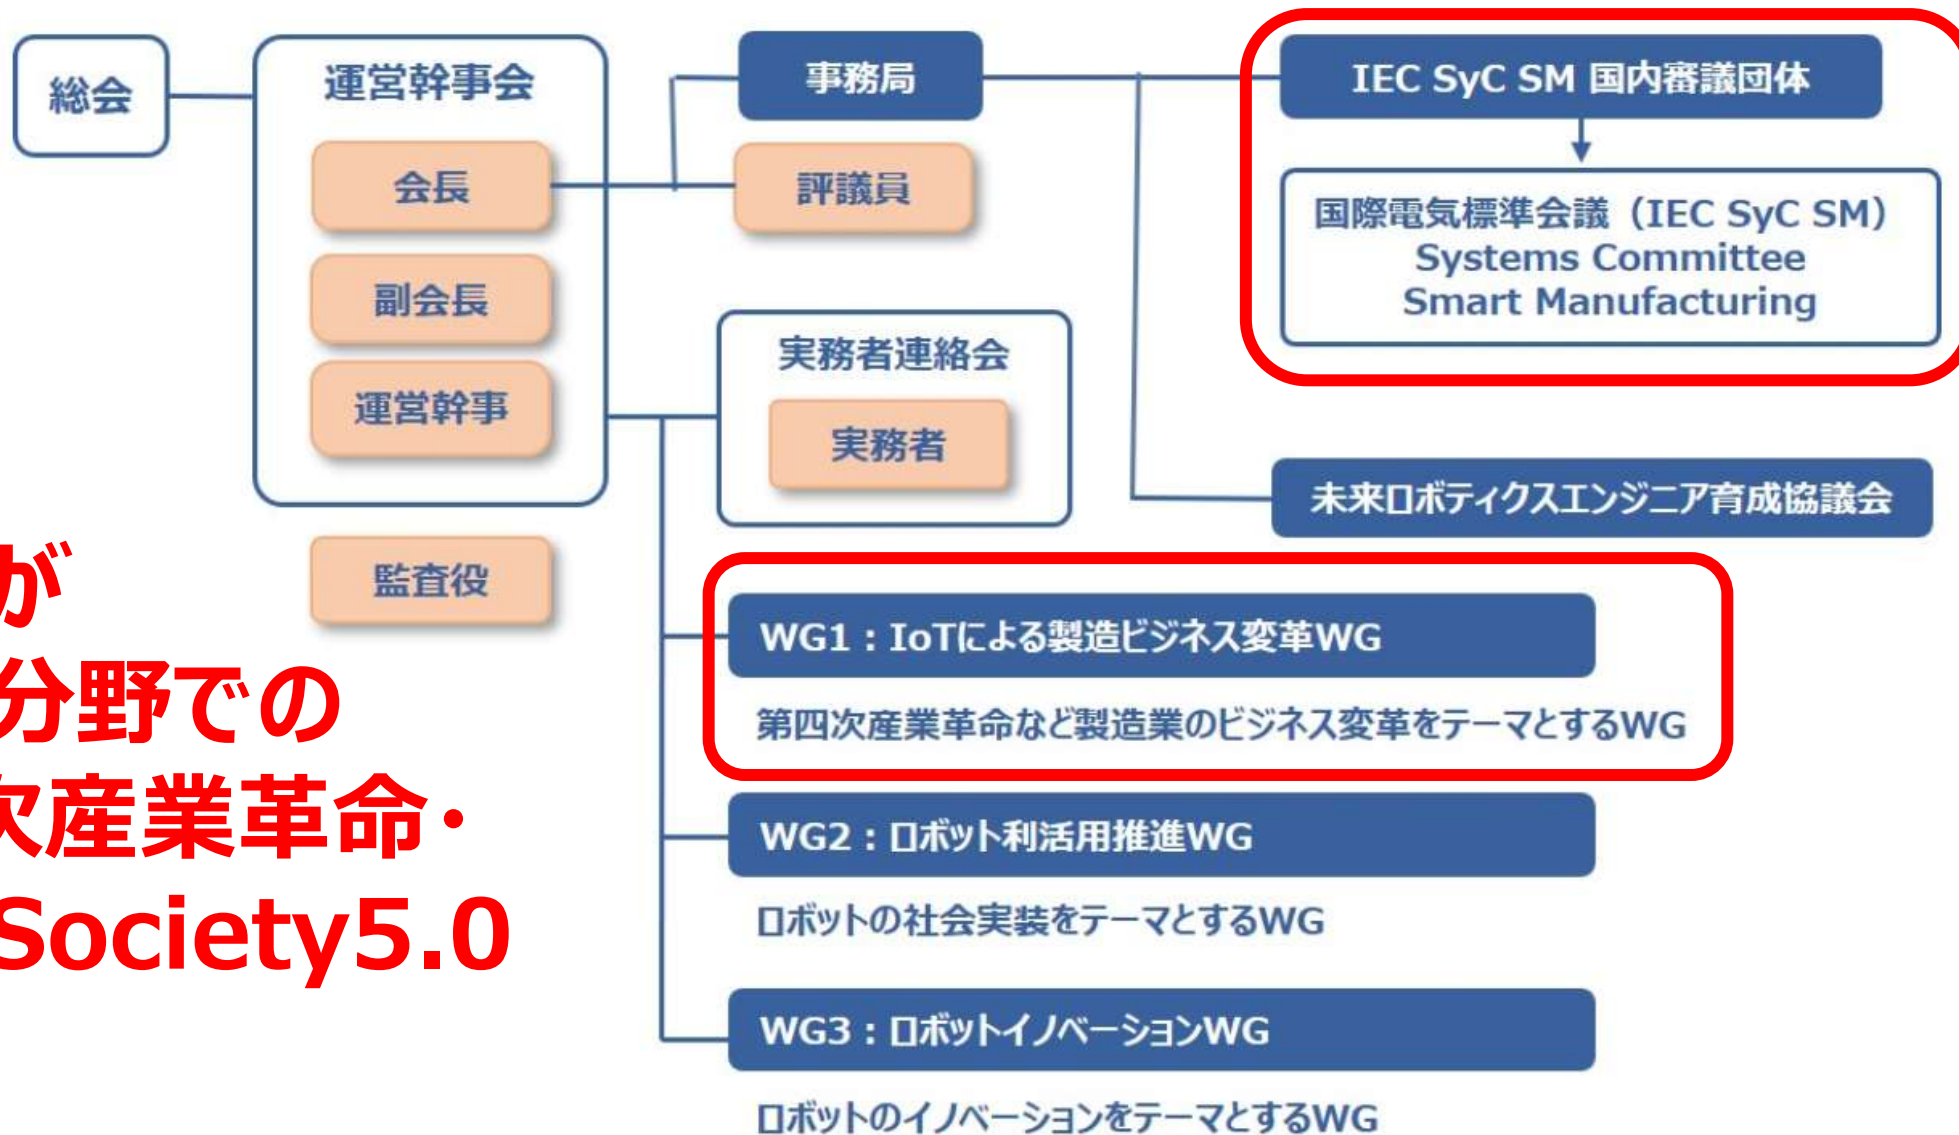 総会
運営幹事会
会長
副会長
運営幹事
監査役
事務局
評議員
実務者連絡会
実務者
IEC SyC SM 国内審議団体
国際電気標準会議（IEC SyC SM）
Systems Committee
Smart Manufacturing
未来ロボティクスエンジニア育成協議会
WG1：IoTによる製造ビジネス変革WG
第四次産業革命など製造業のビジネス変革をテーマとするWG
WG2：ロボット利活用推進WG
ロボットの社会実装をテーマとするWG
WG3：ロボットイノベーションWG
ロボットのイノベーションをテーマとするWG
が
分野での
次産業革命・
Society5.0